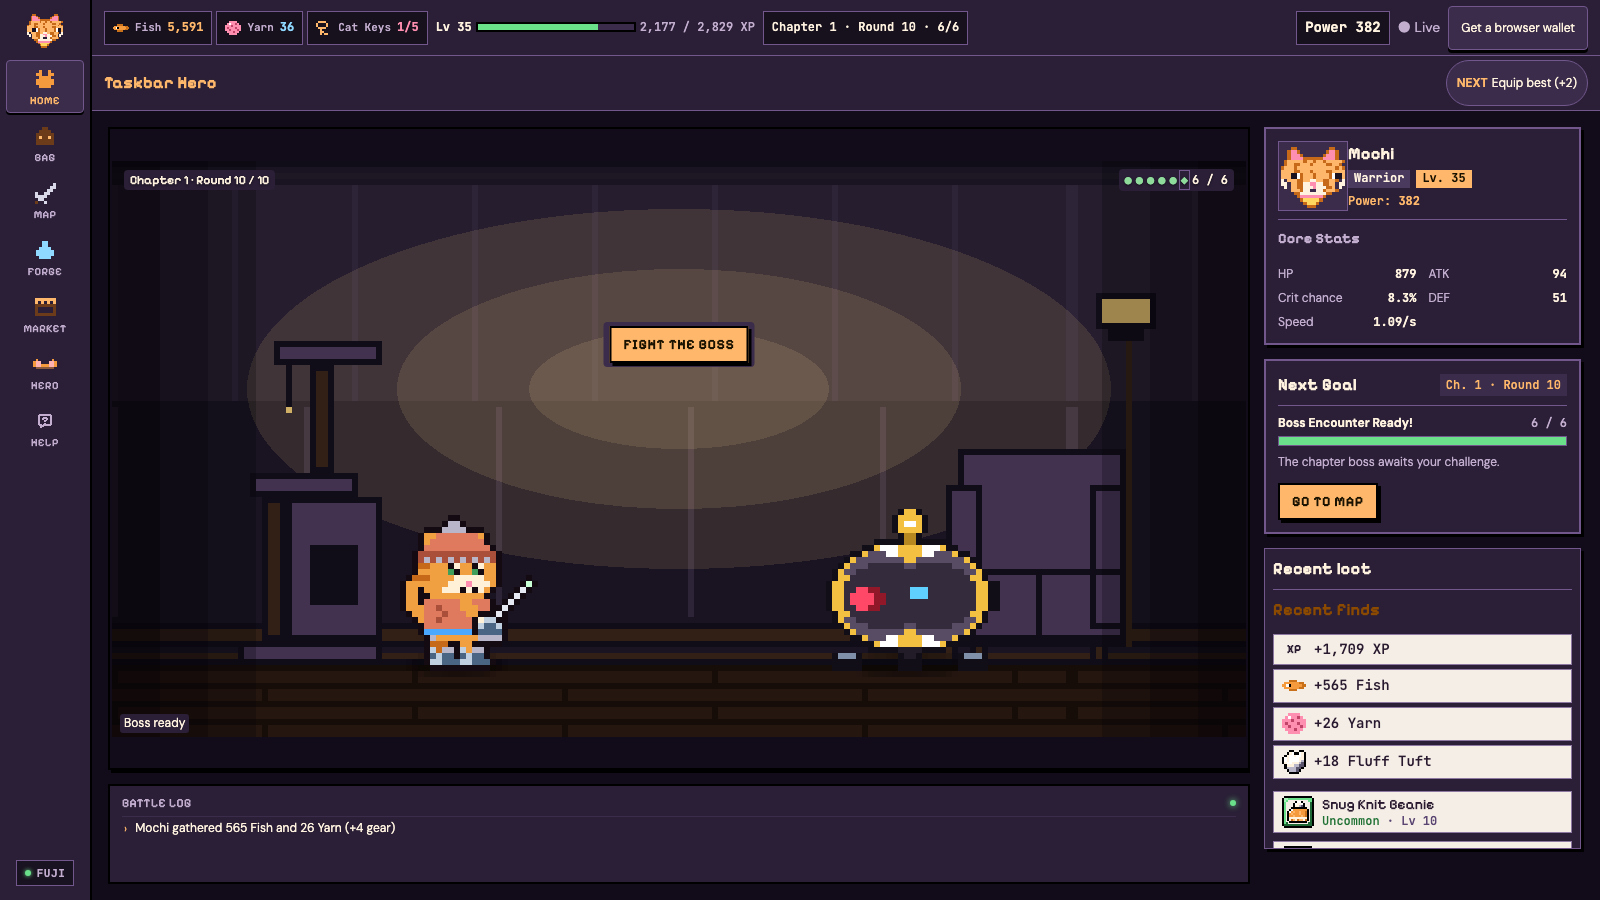 Fish 5,591
Yarn 36
Cat Keys 1/5
Lv 35
2,177 / 2,829 XP
Chapter 1 · Round 10 · 6/6
Power 382
Live
Get a browser wallet
HOME
BAG
MAP
FORGE
MARKET
HERO
HELP
FUJI
Taskbar Hero
NEXT Equip best (+2)
Chapter 1 · Round 10 / 10
6 / 6
FIGHT THE BOSS
Boss ready
BATTLE LOG
› Mochi gathered 565 Fish and 26 Yarn (+4 gear)
Mochi
Warrior Lv. 35
Power: 382
Core Stats
HP 879 ATK 94
Crit chance 8.3% DEF 51
Speed 1.09/s
Next Goal Ch. 1 · Round 10
Boss Encounter Ready! 6 / 6
The chapter boss awaits your challenge.
GO TO MAP
Recent loot
Recent Finds
XP +1,709 XP
+565 Fish
+26 Yarn
+18 Fluff Tuft
Snug Knit Beanie
Uncommon · Lv 10